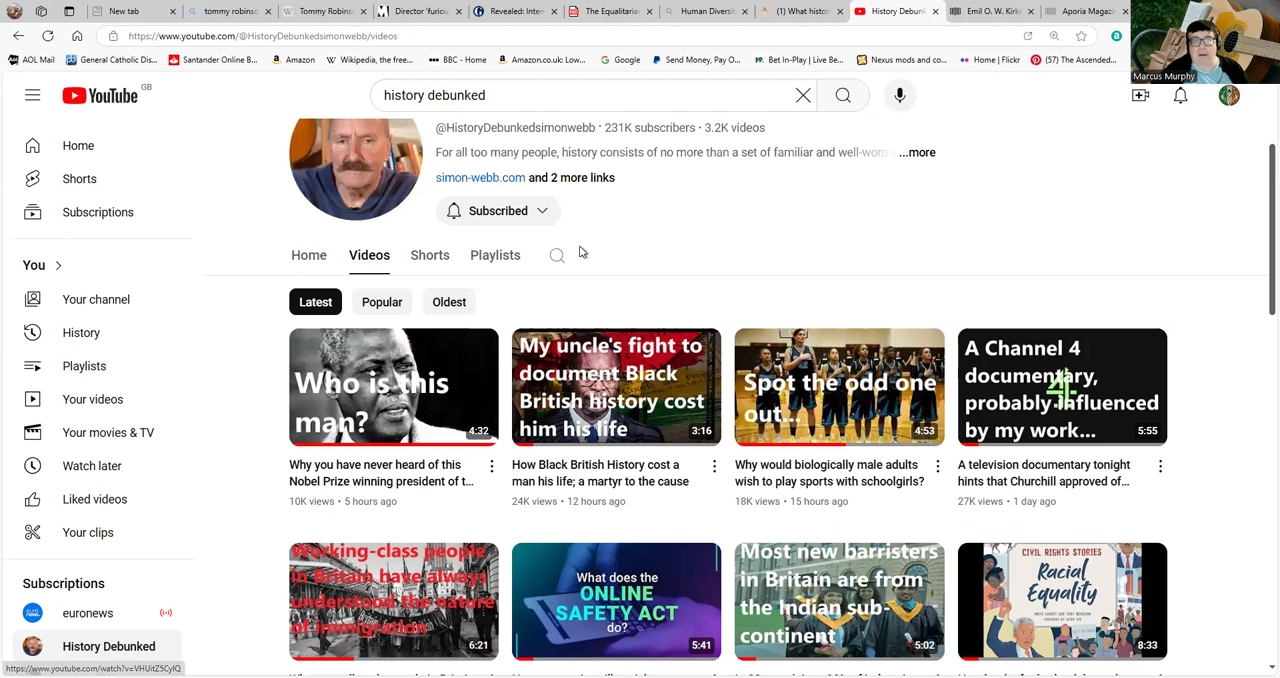 New tab
tommy robinson
Tommy Robinson
Director 'furiou
Revealed: Inter
The Equalitaria
Human Diversit
(1) What histor
History Debunk
Emil O. W. Kirk
Aporia Magazin
https://www.youtube.com/@HistoryDebunkedsimonwebb/videos
AOL Mail
General Catholic Dis...
Santander Online B...
Amazon
Wikipedia, the free...
BBC - Home
Amazon.co.uk: Low...
Google
Send Money, Pay O...
Bet In-Play | Live Be...
Nexus mods and co...
Home | Flickr
(57) The Ascended...
Marcus Murphy
YouTube GB
history debunked
@HistoryDebunkedsimonwebb · 231K subscribers · 3.2K videos
For all too many people, history consists of no more than a set of familiar and well-worn ...more
simon-webb.com and 2 more links
Subscribed
Home
Shorts
Subscriptions
You
Your channel
History
Playlists
Your videos
Your movies & TV
Watch later
Liked videos
Your clips
Subscriptions
euronews
History Debunked
https://www.youtube.com/watch?v=VHUitZ5CylQ
Home Videos Shorts Playlists
Latest Popular Oldest
Who is this
man?
4:32
Why you have never heard of this
Nobel Prize winning president of t...
10K views · 5 hours ago
My uncle's fight to
document Black
British history cost
him his life
3:16
How Black British History cost a
man his life; a martyr to the cause
24K views · 12 hours ago
Spot the odd one
out...
4:53
Why would biologically male adults
wish to play sports with schoolgirls?
18K views · 15 hours ago
A Channel 4
documentary,
probably influenced
by my work...
4
5:55
A television documentary tonight
hints that Churchill approved of...
27K views · 1 day ago
Working-class people
in Britain have always
understood the nature
of immigration
6:21
What does the
ONLINE
SAFETY ACT
do?
5:41
Most new barristers
in Britain are from
the Indian sub-
continent
5:02
CIVIL RIGHTS STORIES
Racial
Equality
8:33